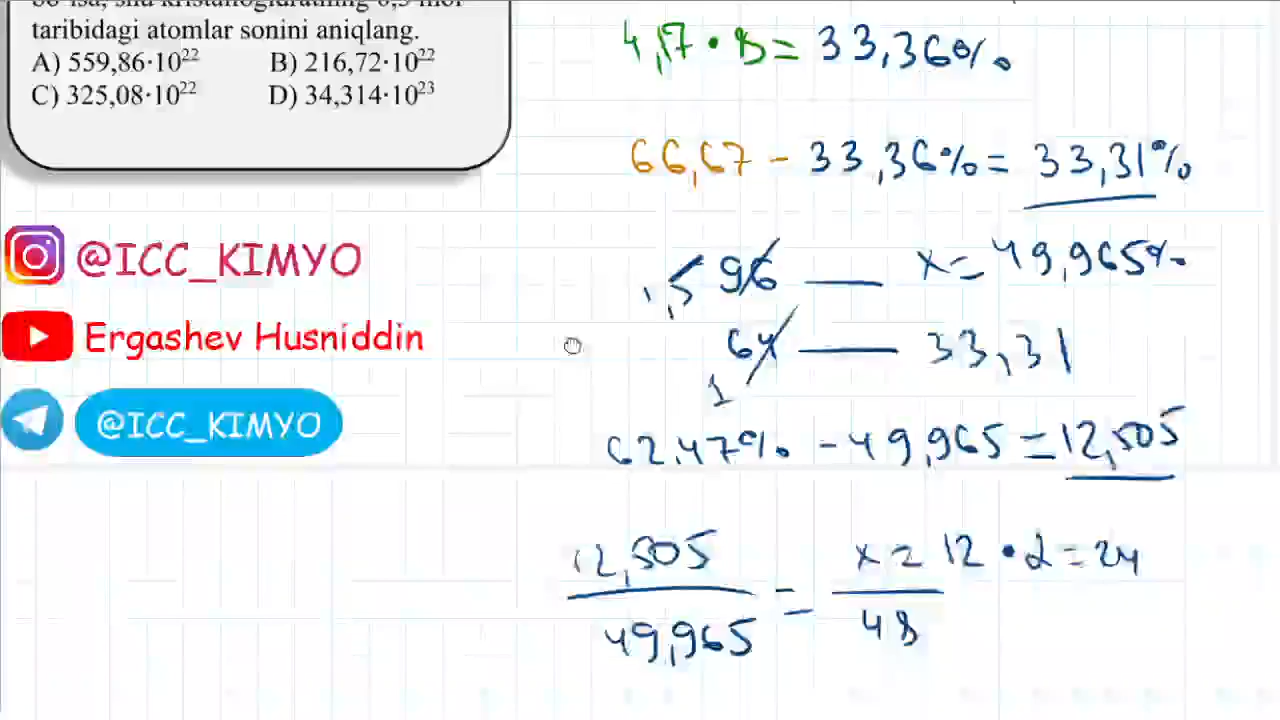 taribidagi atomlar sonini aniqlang.
A) 559,86·10²² B) 216,72·10²²
C) 325,08·10²² D) 34,314·10²³
@ICC_KIMYO
Ergashev Husniddin
@ICC_KIMYO
4,17 · 8 = 33,36%
66,67 - 33,36% = 33,31%
1,5 96 — x = 49,965%
64 — 33,31
1
62,47% - 49,965 = 12,505
12,505 = x = 12 · 2 = 24
49,965 48